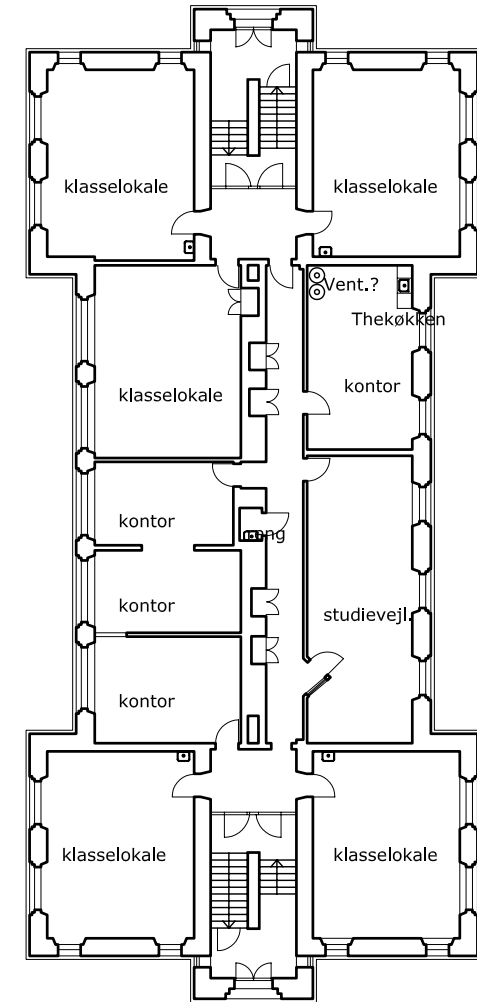 klasselokale
klasselokale
Vent.?
Thekøkken
kontor
klasselokale
kontor
kontor
studievejl.
kontor
klasselokale
klasselokale